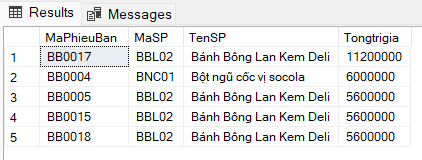 Results Messages
MaPhieuBan MaSP TenSP Tongtrigia
1 BB0017 BBL02 Bánh Bông Lan Kem Deli 11200000
2 BB0004 BNC01 Bột ngũ cốc vị socola 6000000
3 BB0005 BBL02 Bánh Bông Lan Kem Deli 5600000
4 BB0015 BBL02 Bánh Bông Lan Kem Deli 5600000
5 BB0018 BBL02 Bánh Bông Lan Kem Deli 5600000